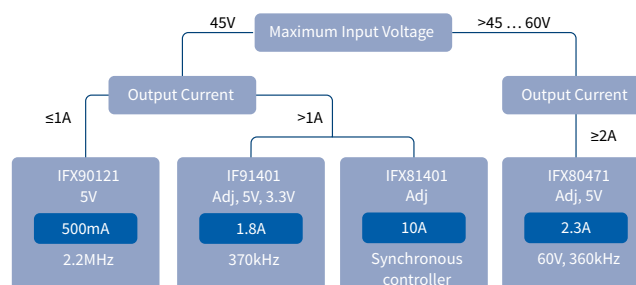 45V
Maximum Input Voltage
>45 ... 60V
Output Current
Output Current
≤1A
>1A
≥2A
IFX90121
5V
500mA
2.2MHz
IF91401
Adj, 5V, 3.3V
1.8A
370kHz
IFX81401
Adj
10A
Synchronous
controller
IFX80471
Adj, 5V
2.3A
60V, 360kHz